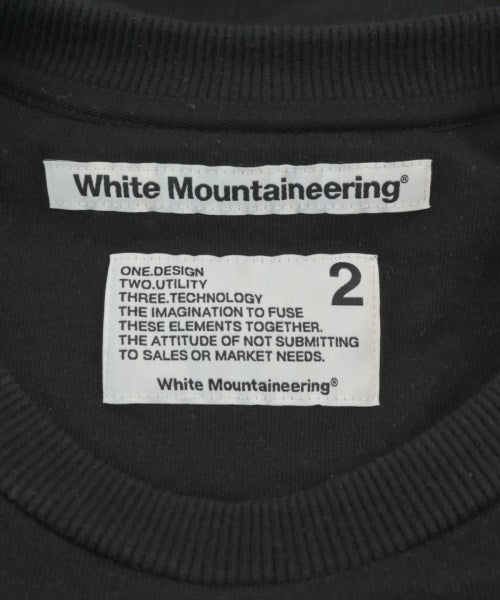 White Mountaineering®
2
ONE.DESIGN
TWO.UTILITY
THREE.TECHNOLOGY
THE IMAGINATION TO FUSE
THESE ELEMENTS TOGETHER.
THE ATTITUDE OF NOT SUBMITTING
TO SALES OR MARKET NEEDS.
White Mountaineering®